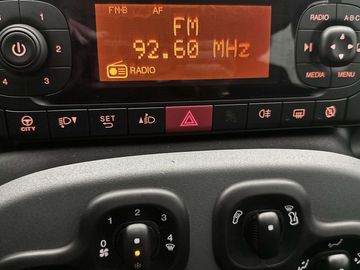 FM-B AF
FM
92.60 MHz
RADIO
RADIO A-B-C
MEDIA MENU
1 2 3 4
CITY
SET
0 1 2 3 4